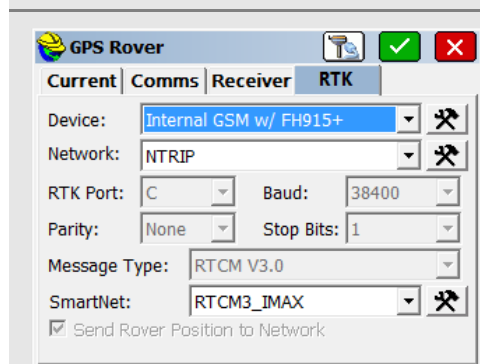 GPS Rover
Current Comms Receiver RTK
Device: Internal GSM w/ FH915+
Network: NTRIP
RTK Port: C Baud: 38400
Parity: None Stop Bits: 1
Message Type: RTCM V3.0
SmartNet: RTCM3_IMAX
Send Rover Position to Network